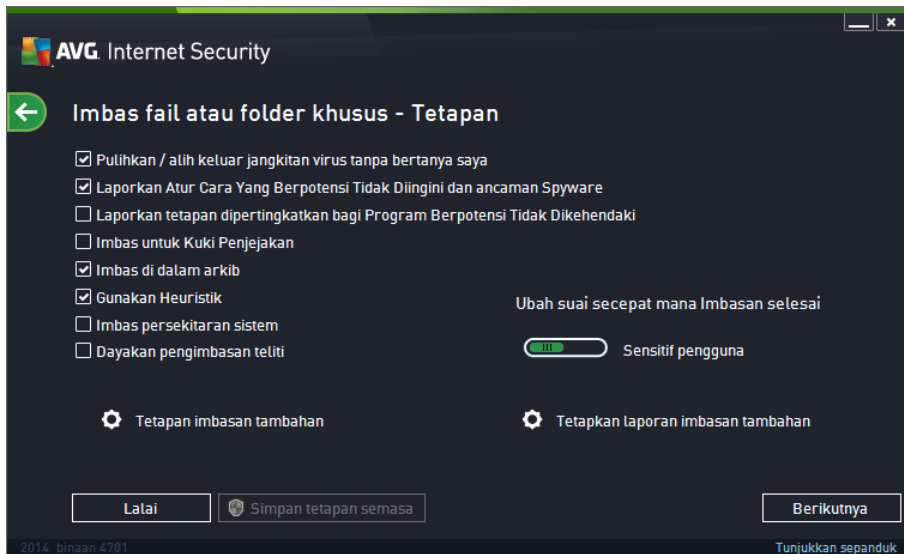 AVG. Internet Security
Imbas fail atau folder khusus - Tetapan
Pulihkan / alih keluar jangkitan virus tanpa bertanya saya
Laporkan Atur Cara Yang Berpotensi Tidak Diingini dan ancaman Spyware
Laporkan tetapan dipertingkatkan bagi Program Berpotensi Tidak Dikehendaki
Imbas untuk Kuki Penjejakan
Imbas di dalam arkib
Gunakan Heuristik
Imbas persekitaran sistem
Dayakan pengimbasan teliti
Ubah suai secepat mana Imbasan selesai
Sensitif pengguna
Tetapan imbasan tambahan
Tetapkan laporan imbasan tambahan
Lalai
Simpan tetapan semasa
Berikutnya
2014 binaan 4701
Tunjukkan sepanduk